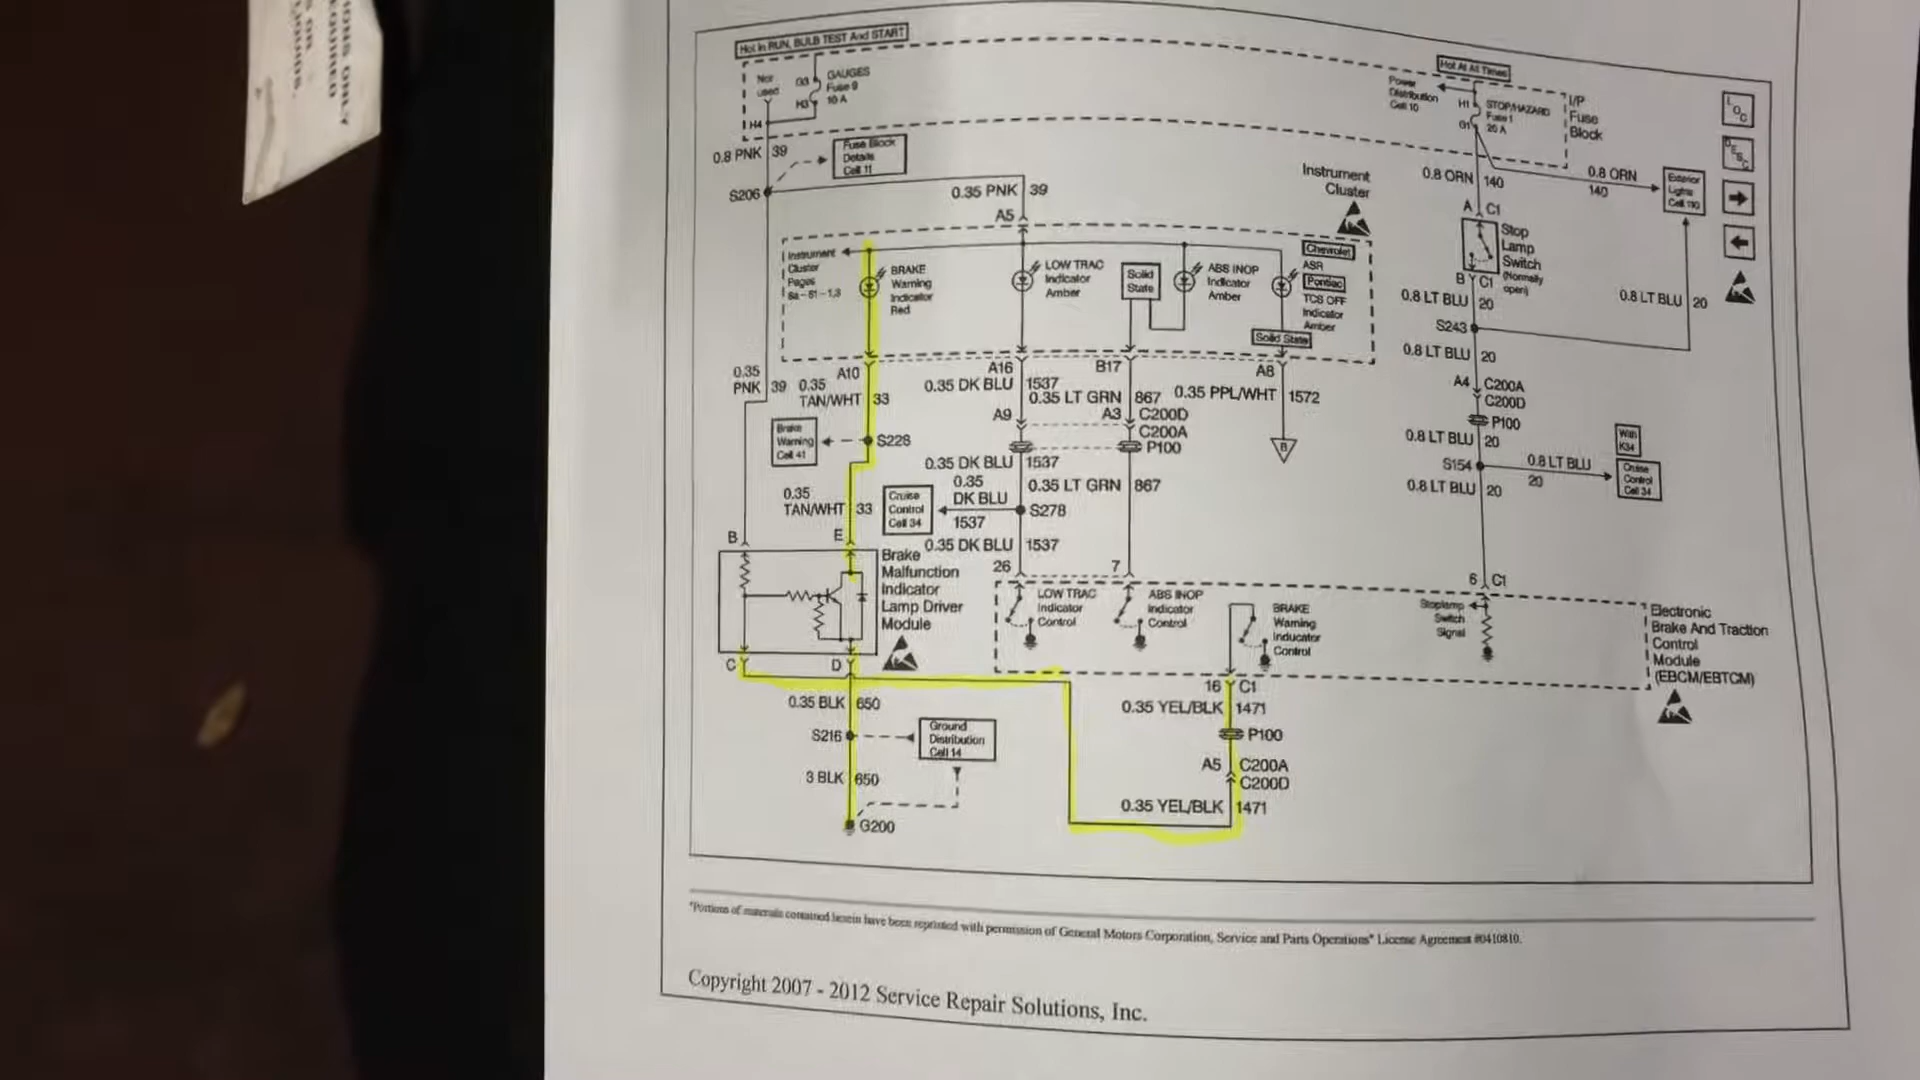 IONS ONLY
Hot In RUN, BULB TEST And START
Not
used
G3
H3
GAUGES
Fuse 9
10 A
H4
Hot At All Times
Power
Distribution
Cell 10
H1
G1
STOP/HAZARD
Fuse 1
20 A
I/P
Fuse
Block
LOC
DESC
0.8 PNK 39
Fuse Block
Details
Cell 11
S206
0.35 PNK 39
A5
Instrument
Cluster
0.8 ORN 140
0.8 ORN
140
Exterior
Lights
Cell 110
A C1
Stop
Lamp
Switch
(Normally
open)
B C1
Instrument
Cluster
Pages
8a-81-1,3
BRAKE
Warning
Indicator
Red
LOW TRAC
Indicator
Amber
Solid
State
ABS INOP
Indicator
Amber
Chevrolet
ASR
Pontiac
TCS OFF
Indicator
Amber
Solid State
0.8 LT BLU 20
0.8 LT BLU 20
S243
0.8 LT BLU 20
0.35
PNK 39
A10
0.35
TAN/WHT 33
A16
0.35 DK BLU 1537
B17
0.35 LT GRN 867
A8
0.35 PPL/WHT 1572
A9
A3 C200D
C200A
P100
B
A4 C200A
C200D
P100
0.8 LT BLU 20
Brake
Warning
Cell 41
S228
0.35 DK BLU 1537
0.35
DK BLU
1537
0.35 LT GRN 867
S154
0.8 LT BLU
20
With
K34
Cruise
Control
Cell 34
0.8 LT BLU 20
0.35
TAN/WHT 33
Cruise
Control
Cell 34
S278
0.35 DK BLU 1537
B
E
26
7
6 C1
Brake
Malfunction
Indicator
Lamp Driver
Module
LOW TRAC
Indicator
Control
ABS INOP
Indicator
Control
BRAKE
Warning
Inducator
Control
Stoplamp
Switch
Signal
Electronic
Brake And Traction
Control
Module
(EBCM/EBTCM)
C
D
0.35 BLK 650
16 C1
0.35 YEL/BLK 1471
S216
Ground
Distribution
Cell 14
P100
3 BLK 650
A5 C200A
C200D
0.35 YEL/BLK 1471
G200
*Portions of materials contained herein have been reprinted with permission of General Motors Corporation, Service and Parts Operations* License Agreement #0410810.
Copyright 2007 - 2012 Service Repair Solutions, Inc.